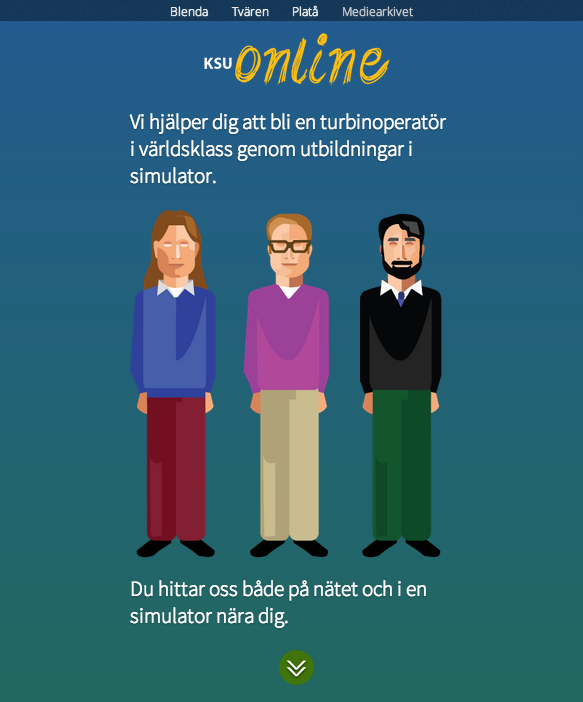 Blenda Tvären Platå Mediearkivet
KSU online
Vi hjälper dig att bli en turbinoperatör
i världsklass genom utbildningar i
simulator.
Du hittar oss både på nätet och i en
simulator nära dig.